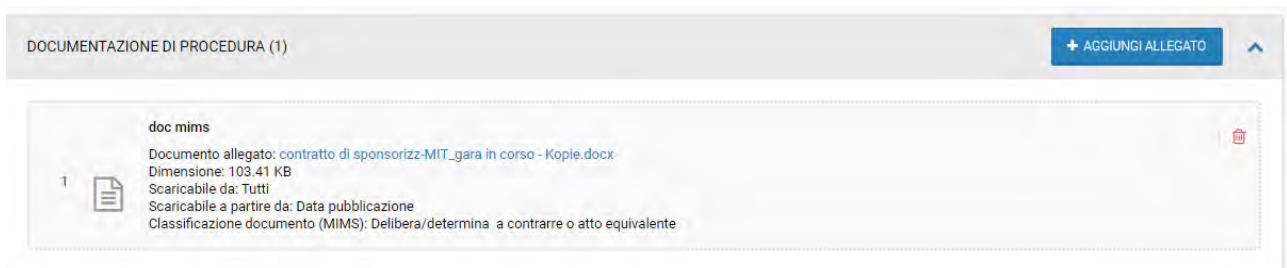 DOCUMENTAZIONE DI PROCEDURA (1)
+ AGGIUNGI ALLEGATO
doc mims
Documento allegato: contratto di sponsorizz-MIT_gara in corso - Kopie.docx
1
Dimensione: 103.41 KB
Scaricabile da: Tutti
Scaricabile a partire da: Data pubblicazione
Classificazione documento (MIMS): Delibera/determina a contrarre o atto equivalente